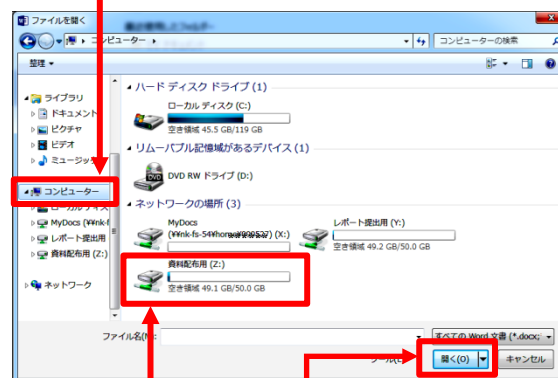 ファイルを開く
コンピューター
コンピューターの検索
整理
ライブラリ
ドキュメント
ピクチャ
ビデオ
ミュージック
コンピューター
ローカル ディス
MyDocs (¥¥nk-f
レポート提出用
資料配布用 (Z:)
ネットワーク
ハード ディスク ドライブ (1)
ローカル ディスク (C:)
空き領域 45.5 GB/119 GB
リムーバブル記憶域があるデバイス (1)
DVD RW ドライブ (D:)
ネットワークの場所 (3)
MyDocs
(X:)
レポート提出用 (Y:)
空き領域 49.2 GB/50.0 GB
資料配布用 (Z:)
空き領域 49.1 GB/50.0 GB
ファイル名(N):
すべての Word 文書 (*.docx;
開く(O)
キャンセル